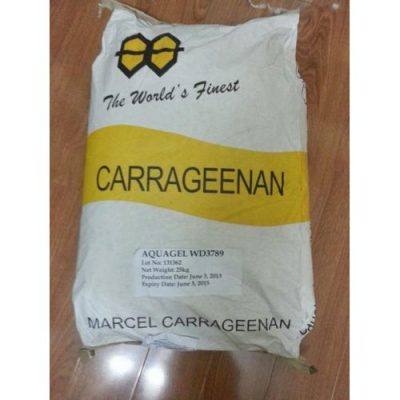 The World's Finest
CARRAGEENAN
AQUAGEL WD3789
Lot No: 131362
Net Weight: 25kg
Production Date: June 3, 2013
Expiry Date: June 3, 2015
MARCEL CARRAGEENAN